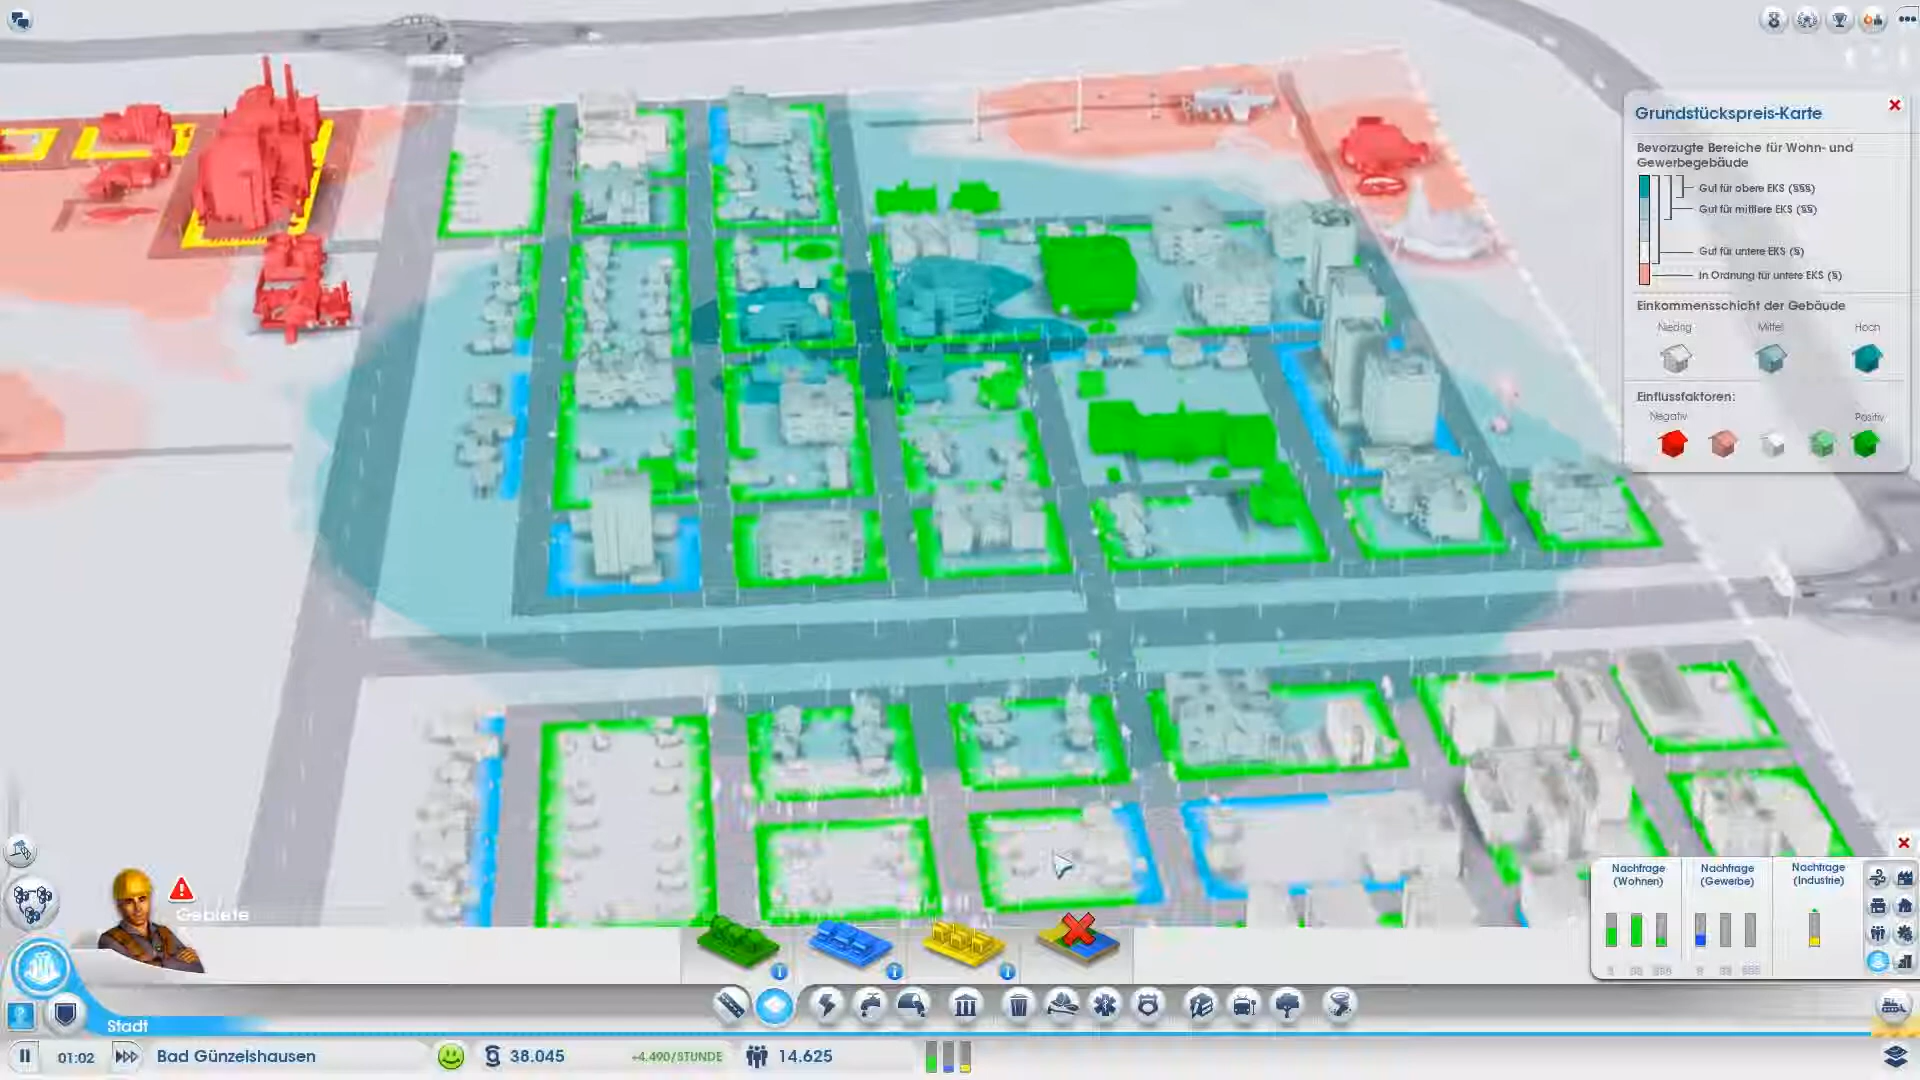 Grundstückspreis-Karte
Bevorzugte Bereiche für Wohn- und
Gewerbegebäude
Gut für obere EKS (§§§)
Gut für mittlere EKS (§§)
Gut für untere EKS (§)
In Ordnung für untere EKS (§)
Einkommensschicht der Gebäude
Niedrig Mittel Hoch
Einflussfaktoren:
Negativ Positiv
Gebiete
Nachfrage
(Wohnen)
Nachfrage
(Gewerbe)
Nachfrage
(Industrie)
§ §§ §§§ § §§ §§§
Stadt
01:02 Bad Günzelshausen 38.045 +4.490/STUNDE 14.625